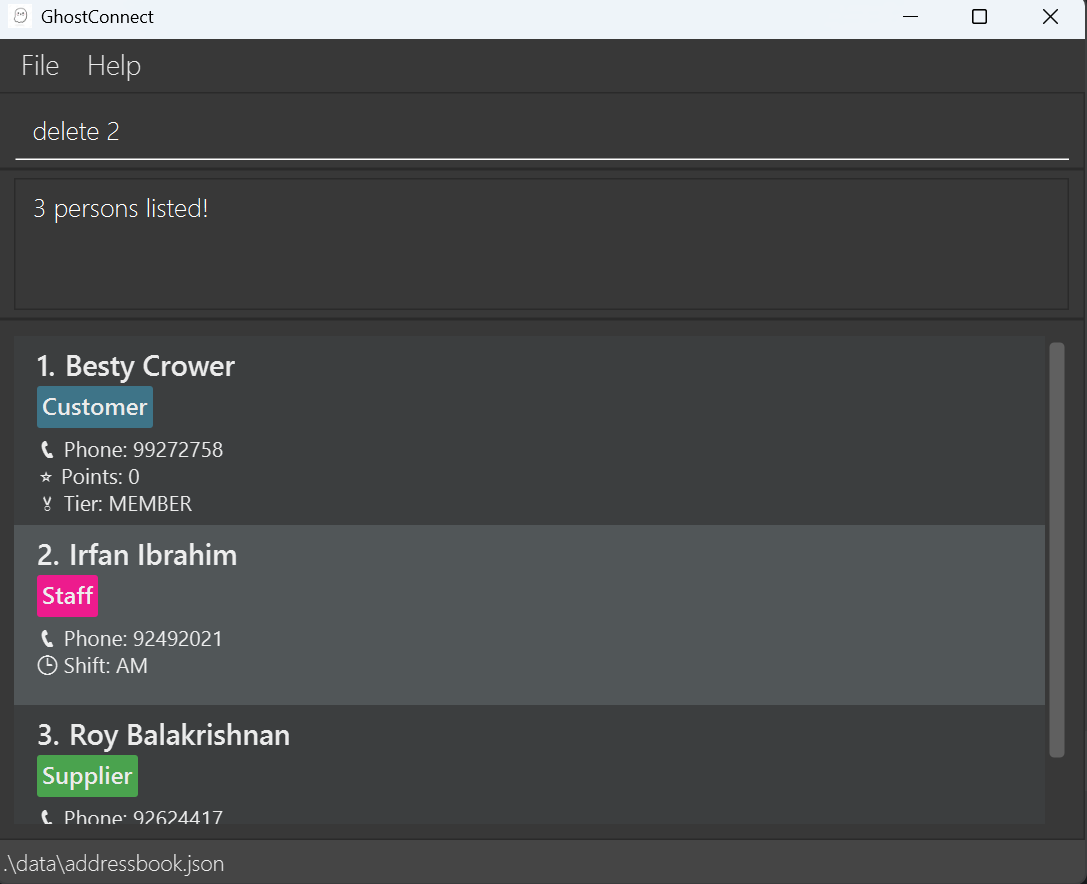 GhostConnect
File Help
delete 2
3 persons listed!
1. Besty Crower
Customer
Phone: 99272758
Points: 0
Tier: MEMBER
2. Irfan Ibrahim
Staff
Phone: 92492021
Shift: AM
3. Roy Balakrishnan
Supplier
Phone: 92624417
.\data\addressbook.json